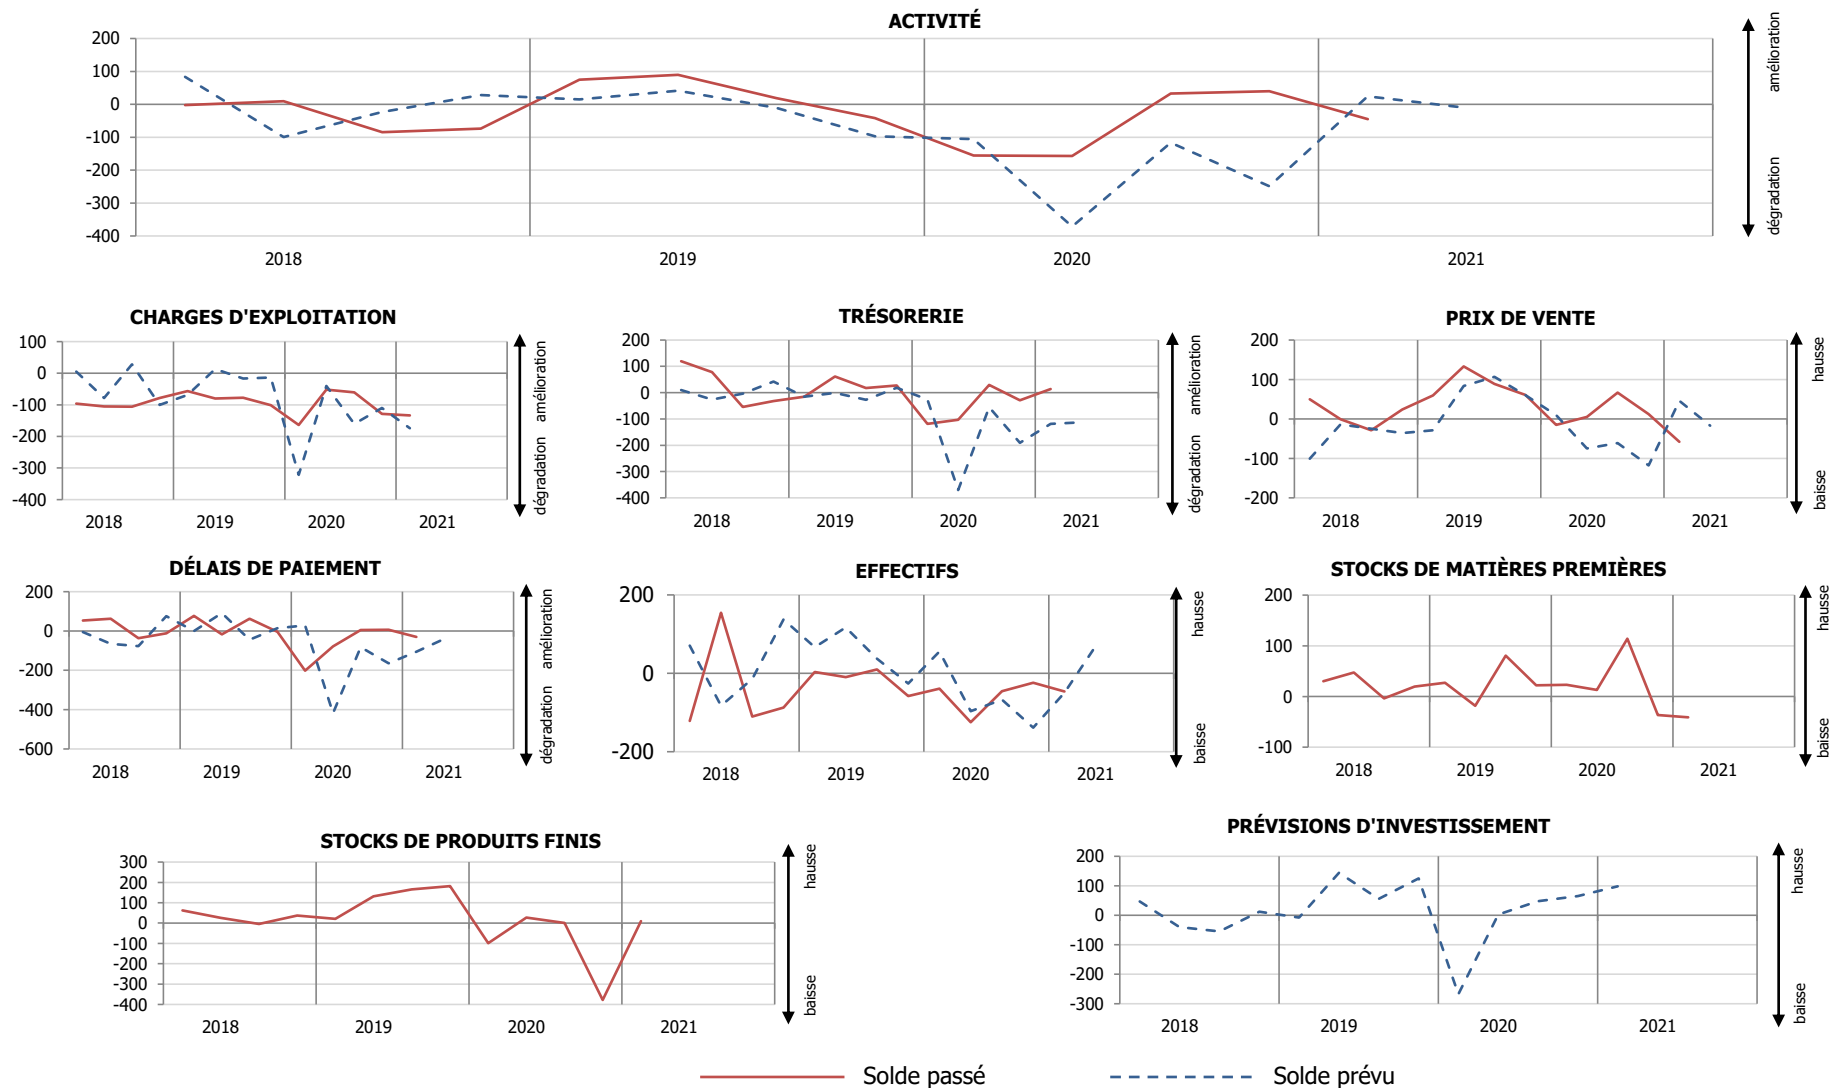 ACTIVITÉ
200
100
0
-100
-200
-300
-400
2018 2019 2020 2021
amélioration
dégradation
CHARGES D'EXPLOITATION
100
0
-100
-200
-300
-400
2018 2019 2020 2021
amélioration
dégradation
TRÉSORERIE
200
100
0
-100
-200
-300
-400
2018 2019 2020 2021
amélioration
dégradation
PRIX DE VENTE
200
100
0
-100
-200
2018 2019 2020 2021
hausse
baisse
DÉLAIS DE PAIEMENT
200
0
-200
-400
-600
2018 2019 2020 2021
amélioration
dégradation
EFFECTIFS
200
0
-200
2018 2019 2020 2021
hausse
baisse
STOCKS DE MATIÈRES PREMIÈRES
200
100
0
-100
2018 2019 2020 2021
hausse
baisse
STOCKS DE PRODUITS FINIS
300
200
100
0
-100
-200
-300
-400
2018 2019 2020 2021
hausse
baisse
PRÉVISIONS D'INVESTISSEMENT
200
100
0
-100
-200
-300
2018 2019 2020 2021
hausse
baisse
Solde passé Solde prévu